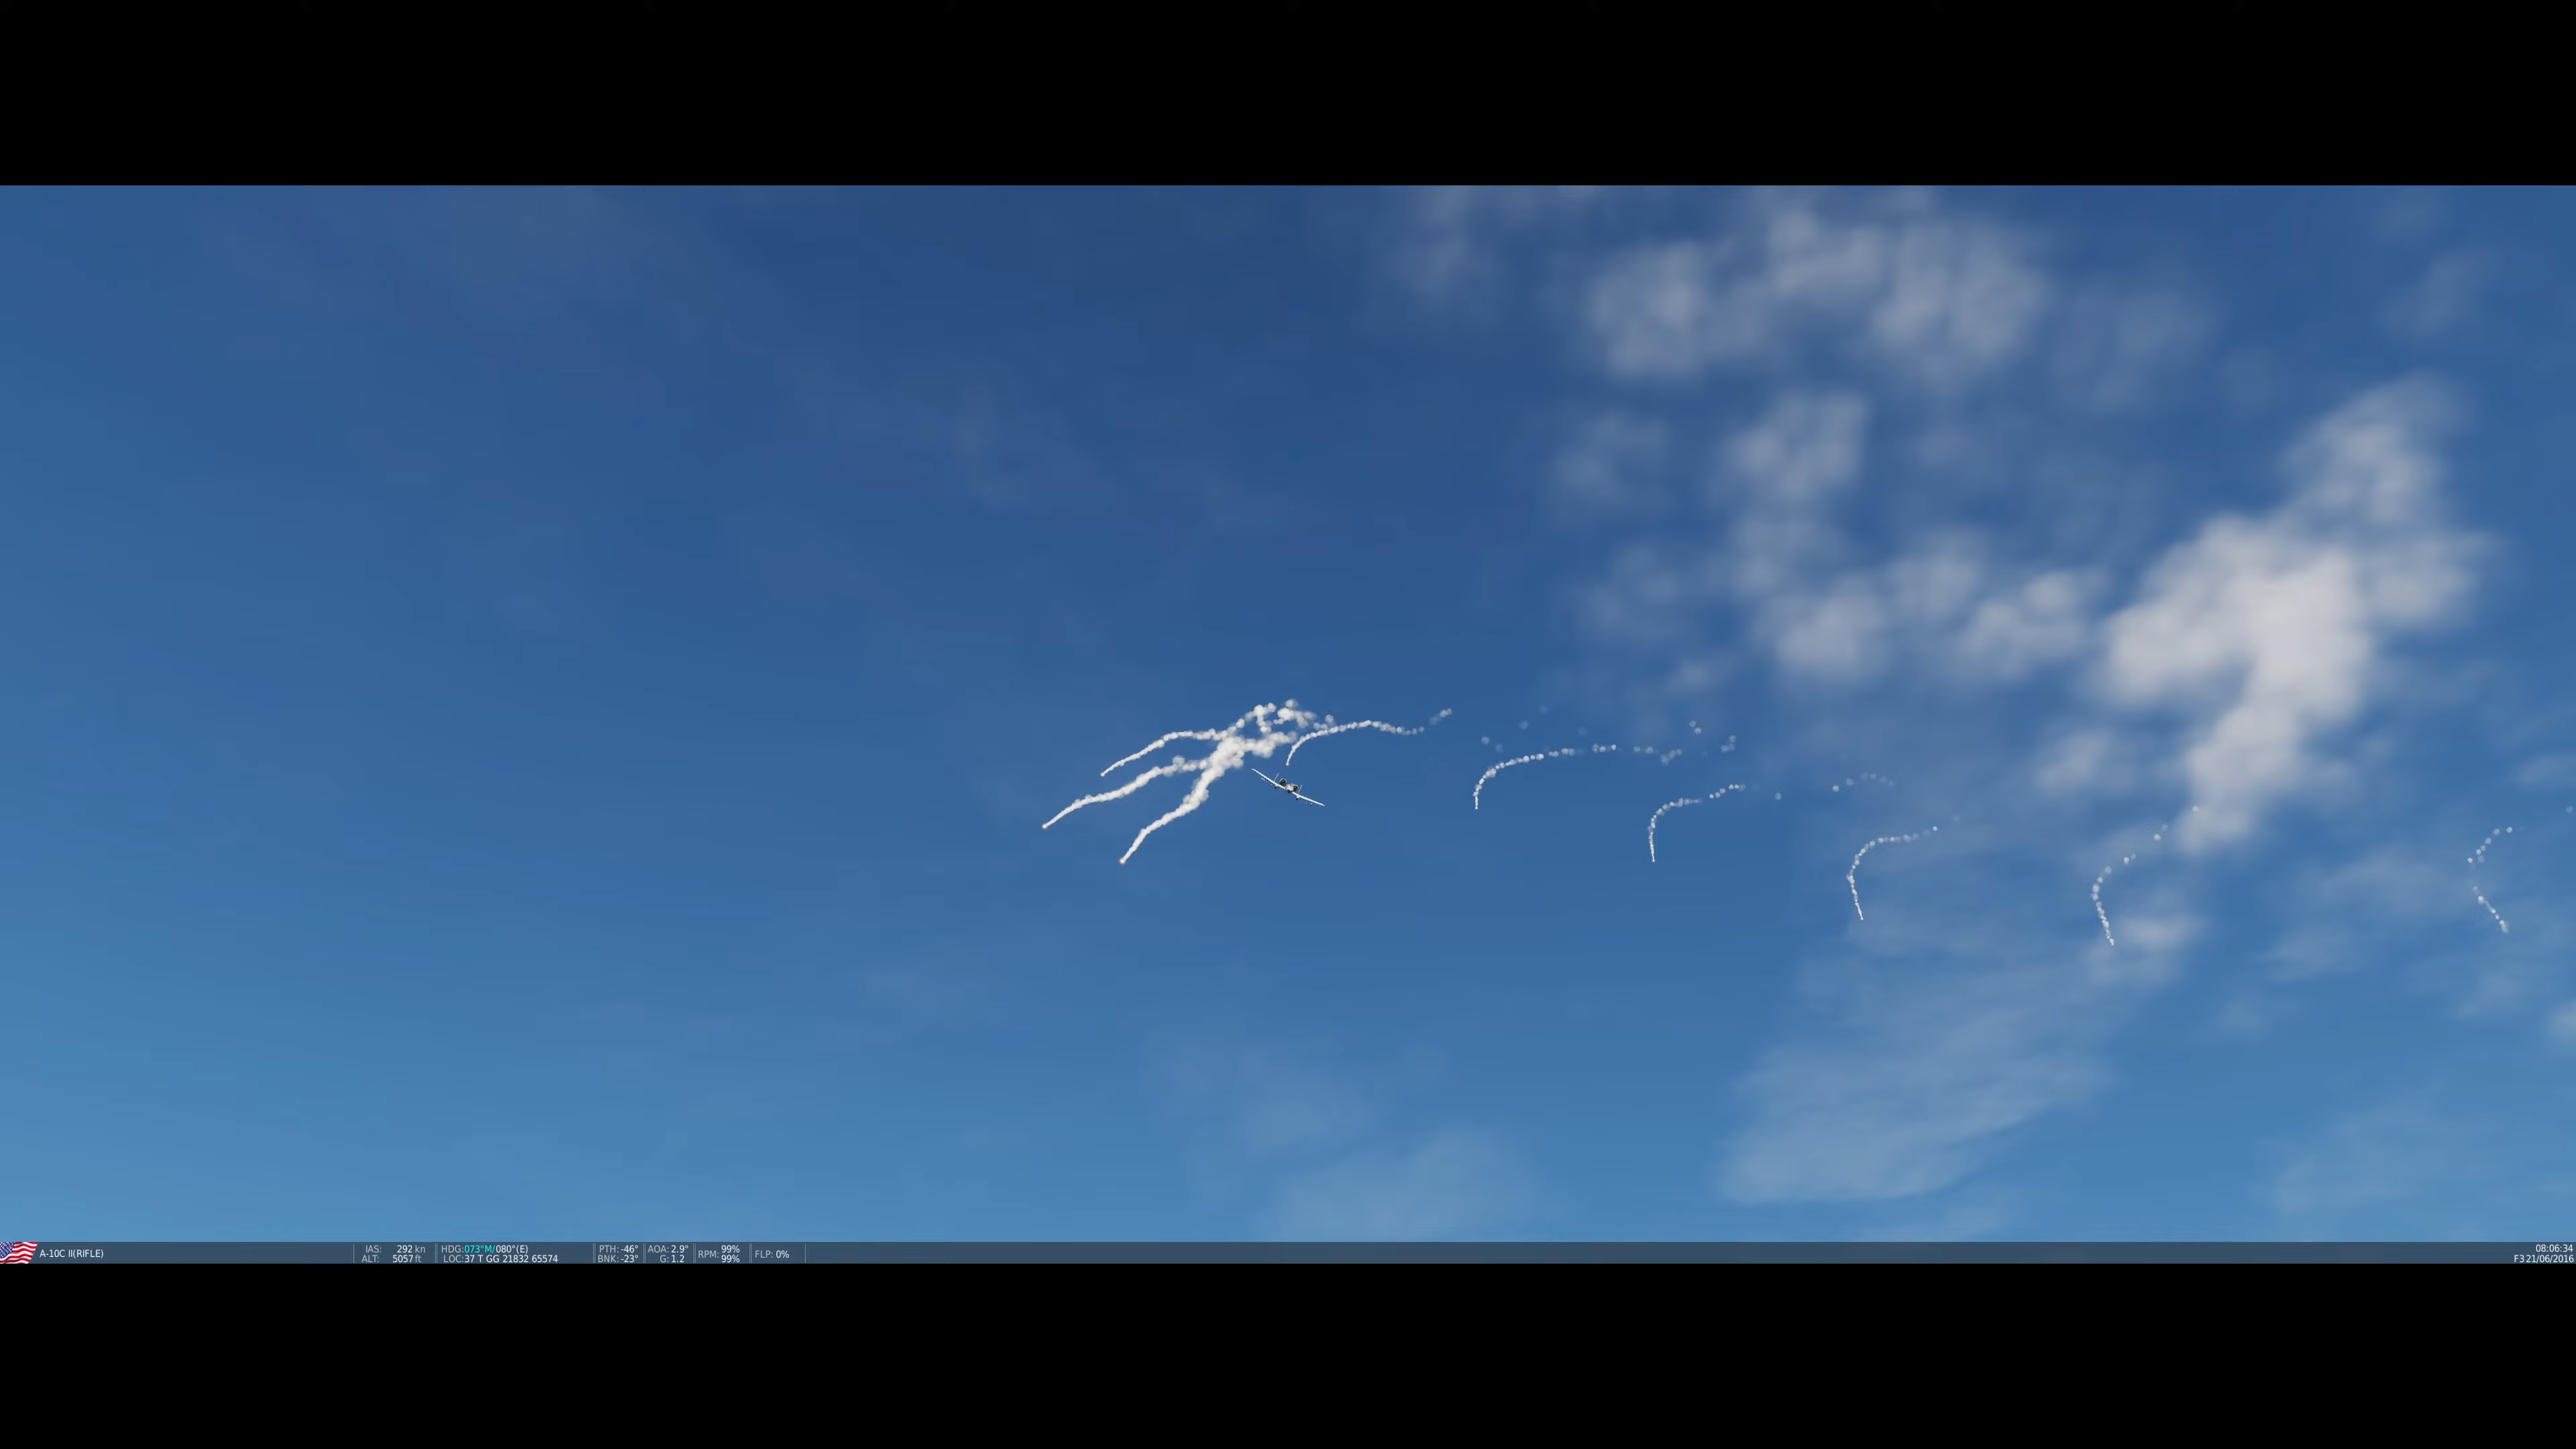 A-10C II(RIFLE)
IAS: 292 kn
ALT: 5057 ft
HDG:073°M/080°(E)
LOC:37 T GG 21832 65574
PTH: -46°
BNK: -23°
AOA: 2.9°
G: 1.2
RPM: 99%
99%
FLP: 0%
08:06:34
F3 21/06/2016